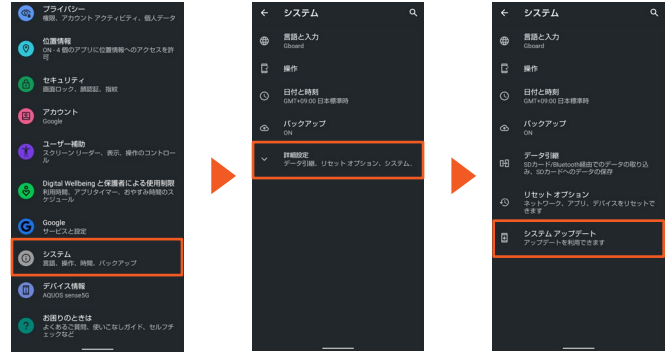 プライバシー
権限、アカウント アクティビティ、個人データ
位置情報
ON - 4 個のアプリに位置情報へのアクセスを許
可
セキュリティ
画面ロック、顔認証、指紋
アカウント
Google
ユーザー補助
スクリーン リーダー、表示、操作のコントロー
ル
Digital Wellbeing と保護者による使用制限
利用時間、アプリタイマー、おやすみ時間のス
ケジュール
Google
サービスと設定
システム
言語、操作、時間、バックアップ
デバイス情報
AQUOS sense5G
お困りのときは
よくあるご質問、使いこなしガイド、セルフチ
ェックなど
システム
言語と入力
Gboard
操作
日付と時刻
GMT+09:00 日本標準時
バックアップ
ON
詳細設定
データ引継、リセット オプション、システム..
システム
言語と入力
Gboard
操作
日付と時刻
GMT+09:00 日本標準時
バックアップ
ON
データ引継
SDカード/Bluetooth経由でのデータの取り込
み、SDカードへのデータの保存
リセット オプション
ネットワーク、アプリ、デバイスをリセットで
きます
システム アップデート
アップデートを利用できます